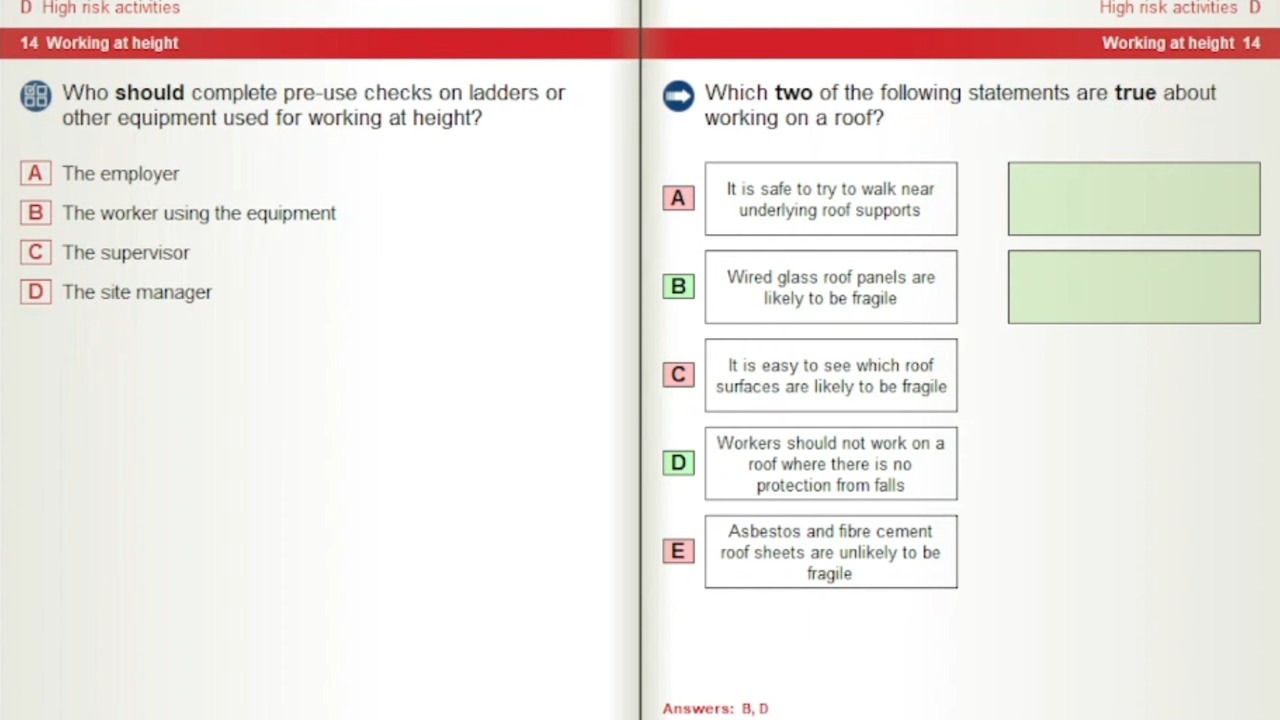 D High risk activities
14 Working at height
Who should complete pre-use checks on ladders or
other equipment used for working at height?
A The employer
B The worker using the equipment
C The supervisor
D The site manager
High risk activities D
Working at height 14
Which two of the following statements are true about
working on a roof?
A
It is safe to try to walk near
underlying roof supports
B
Wired glass roof panels are
likely to be fragile
C
It is easy to see which roof
surfaces are likely to be fragile
D
Workers should not work on a
roof where there is no
protection from falls
E
Asbestos and fibre cement
roof sheets are unlikely to be
fragile
Answers: B, D